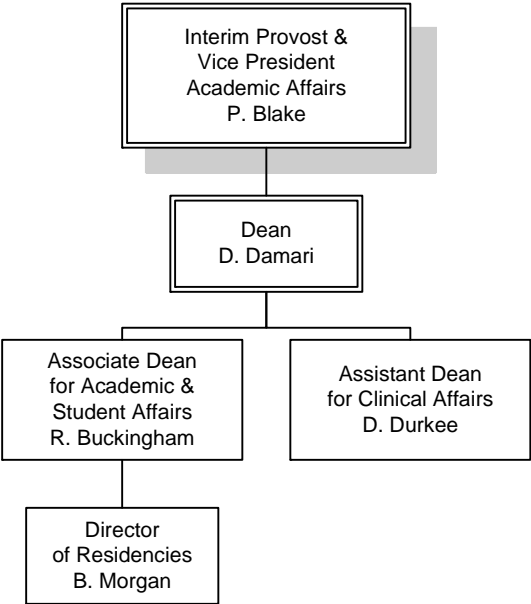 Interim Provost &
Vice President
Academic Affairs
P. Blake
Dean
D. Damari
Associate Dean
for Academic &
Student Affairs
R. Buckingham
Assistant Dean
for Clinical Affairs
D. Durkee
Director
of Residencies
B. Morgan